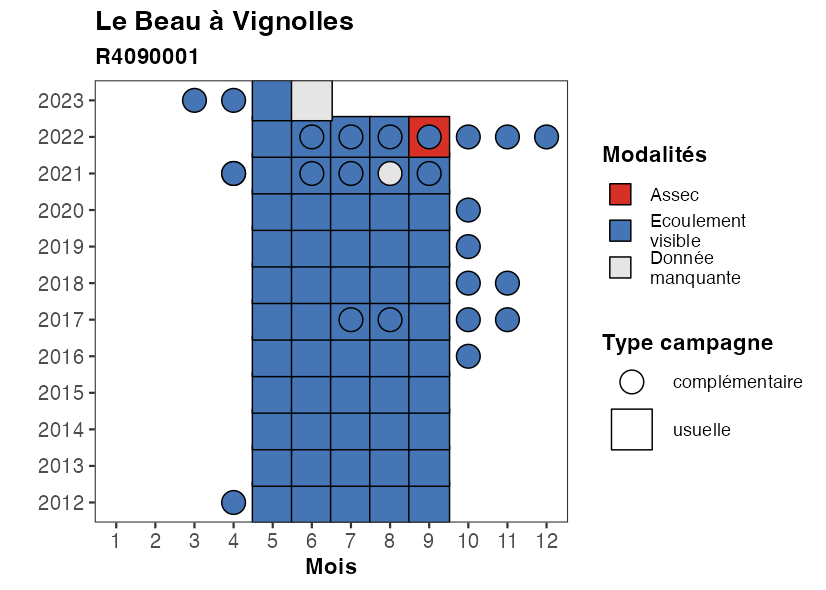 Le Beau à Vignolles
R4090001
2023
2022
2021
2020
2019
2018
2017
2016
2015
2014
2013
2012
1 2 3 4 5 6 7 8 9 10 11 12
Mois
Modalités
Assec
Ecoulement
visible
Donnée
manquante
Type campagne
complémentaire
usuelle